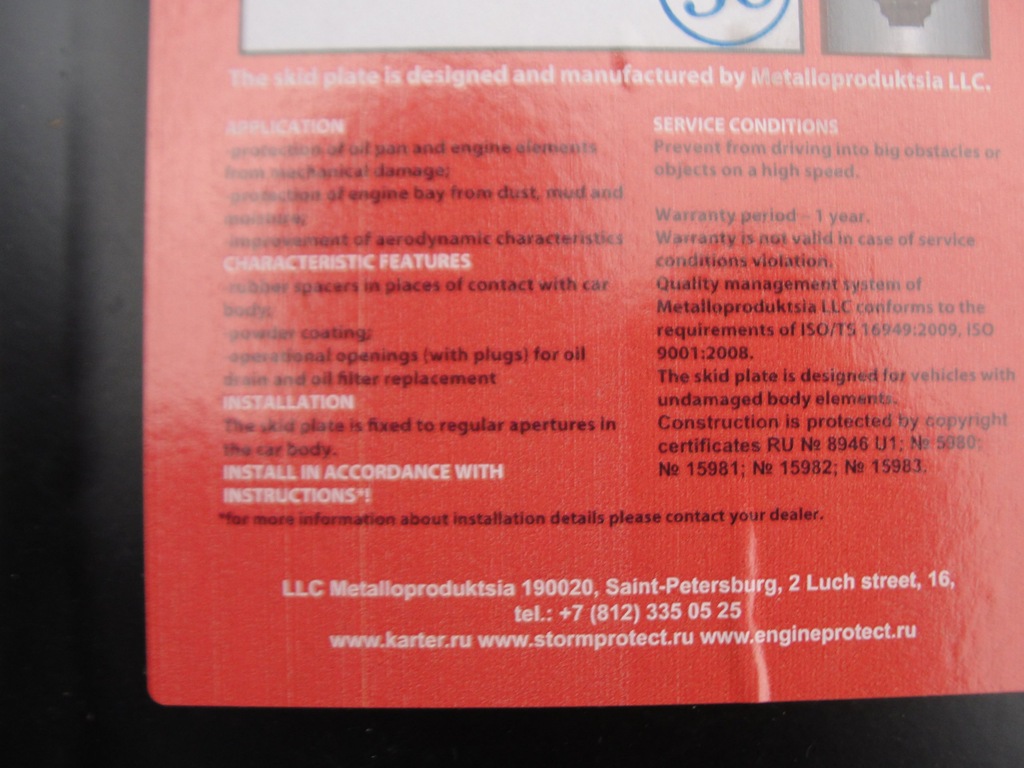 The skid plate is designed and manufactured by Metalloproduktsia LLC.
APPLICATION
-protection of oil pan and engine elements
from mechanical damage;
-protection of engine bay from dust, mud and
moisture;
-improvement of aerodynamic characteristics
CHARACTERISTIC FEATURES
-rubber spacers in places of contact with car
body;
-powder coating;
-operational openings (with plugs) for oil
drain and oil filter replacement
INSTALLATION
The skid plate is fixed to regular apertures in
the car body.
INSTALL IN ACCORDANCE WITH
INSTRUCTIONS*!
SERVICE CONDITIONS
Prevent from driving into big obstacles or
objects on a high speed.
Warranty period - 1 year.
Warranty is not valid in case of service
conditions violation.
Quality management system of
Metalloproduktsia LLC conforms to the
requirements of ISO/TS 16949:2009, ISO
9001:2008.
The skid plate is designed for vehicles with
undamaged body elements.
Construction is protected by copyright
certificates RU № 8946 U1; № 5980;
№ 15981; № 15982; № 15983.
*for more information about installation details please contact your dealer.
LLC Metalloproduktsia 190020, Saint-Petersburg, 2 Luch street, 16,
tel.: +7 (812) 335 05 25
www.karter.ru www.stormprotect.ru www.engineprotect.ru